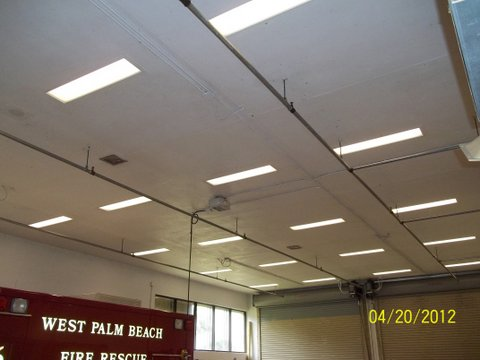 WEST PALM BEACH
FIRE RESCUE
04/20/2012